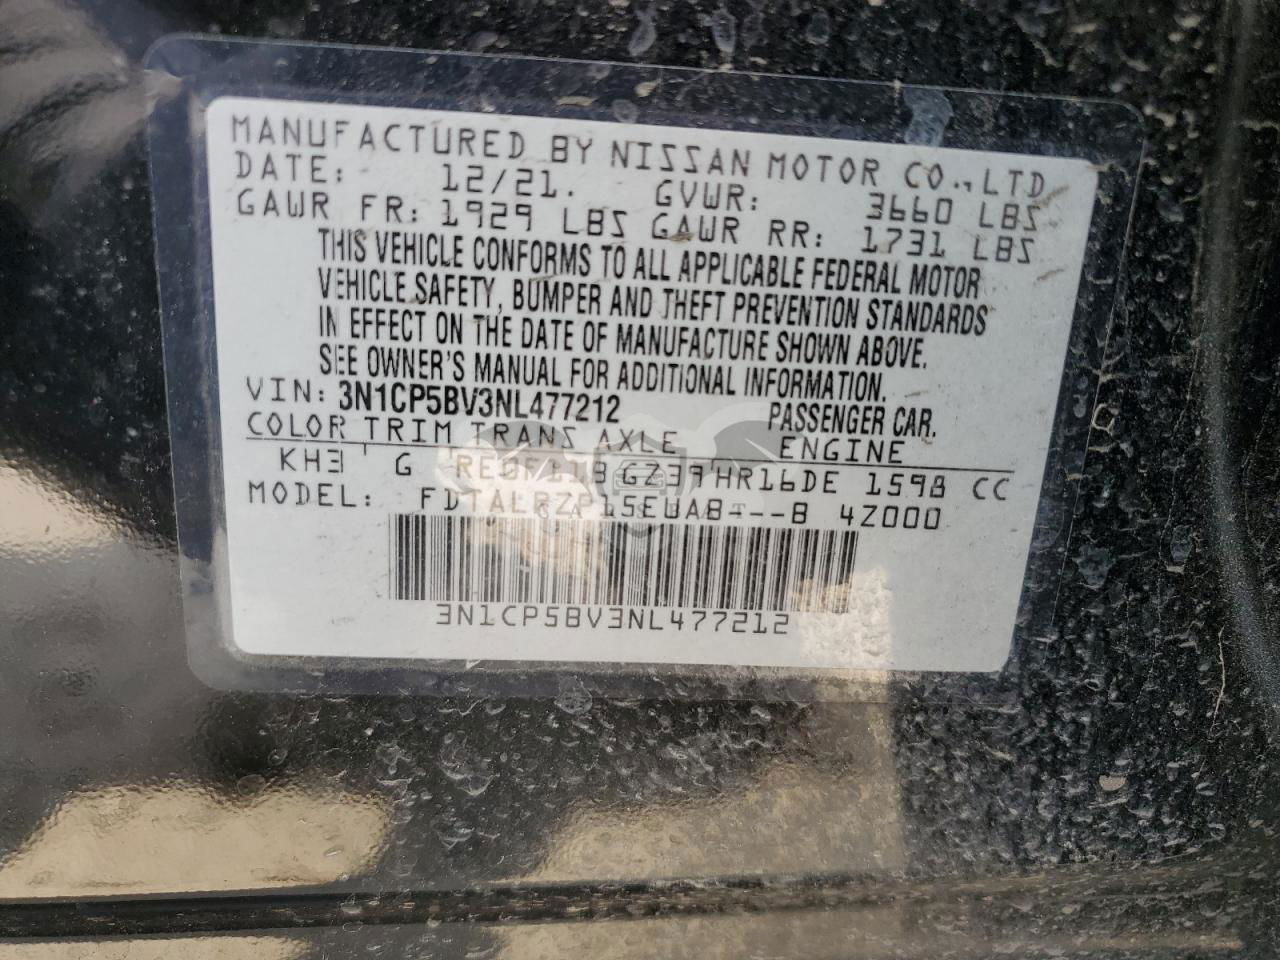 MANUFACTURED BY NISSAN MOTOR CO., LTD
DATE: 12/21. GVWR: 3660 LBS
GAWR FR: 1929 LBS GAWR RR: 1731 LBS
THIS VEHICLE CONFORMS TO ALL APPLICABLE FEDERAL MOTOR
VEHICLE SAFETY, BUMPER AND THEFT PREVENTION STANDARDS
IN EFFECT ON THE DATE OF MANUFACTURE SHOWN ABOVE.
SEE OWNER'S MANUAL FOR ADDITIONAL INFORMATION.
VIN: 3N1CP5BV3NL477212 PASSENGER CAR.
COLOR TRIM TRANS AXLE ENGINE
KH3 G HR16DE 1598 CC
MODEL: 4Z000
3N1CP5BV3NL477212